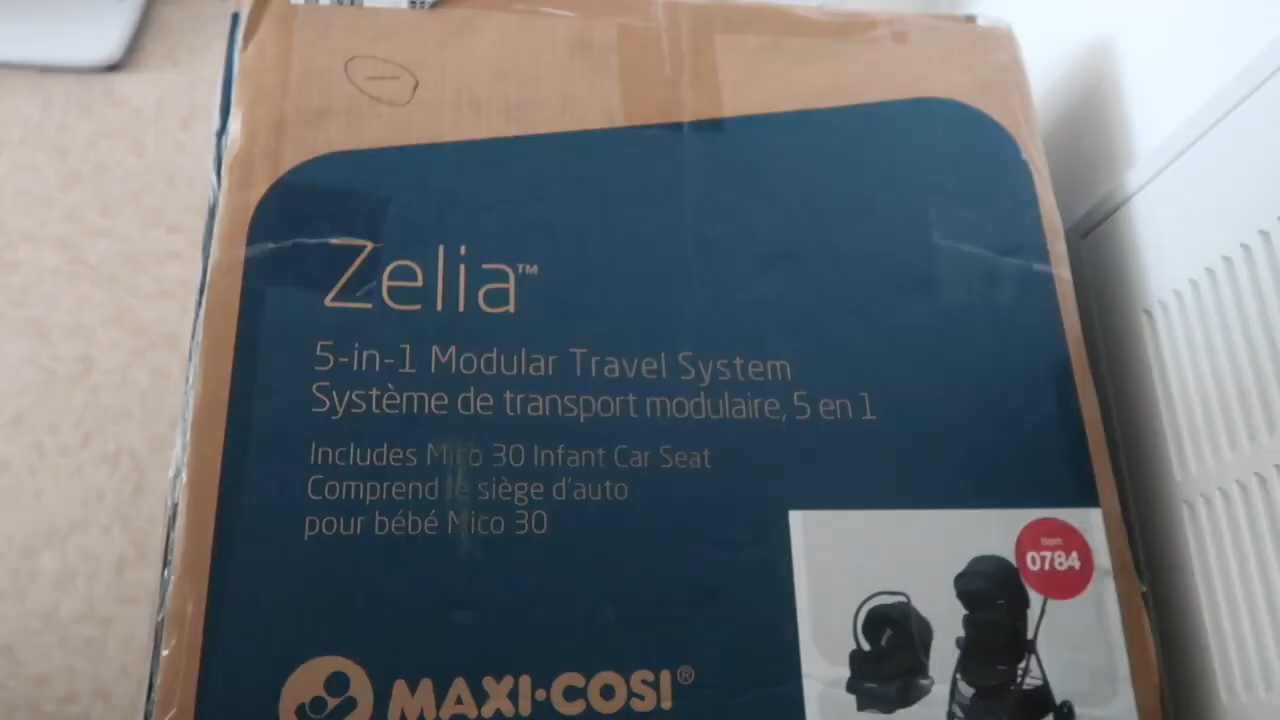 Zelia™
5-in-1 Modular Travel System
Système de transport modulaire, 5 en 1
Includes Mico 30 Infant Car Seat
Comprend le siège d'auto
pour bébé Mico 30
Item
0784
MAXI·COSI®